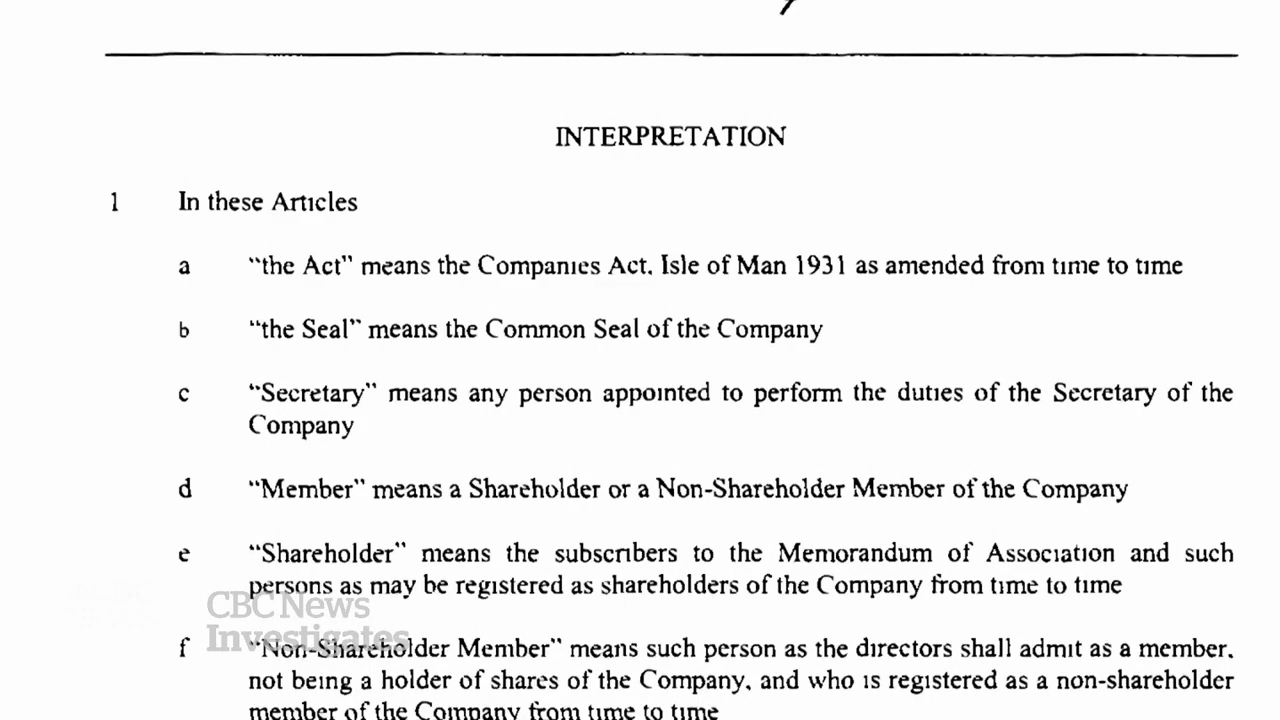 INTERPRETATION
1 In these Articles
a "the Act" means the Companies Act. Isle of Man 1931 as amended from time to time
b "the Seal" means the Common Seal of the Company
c "Secretary" means any person appointed to perform the duties of the Secretary of the
Company
d "Member" means a Shareholder or a Non-Shareholder Member of the Company
e "Shareholder" means the subscribers to the Memorandum of Association and such
persons as may be registered as shareholders of the Company from time to time
CBC News
Investigates
f "Non-Shareholder Member" means such person as the directors shall admit as a member.
not being a holder of shares of the Company, and who is registered as a non-shareholder
member of the Company from time to time